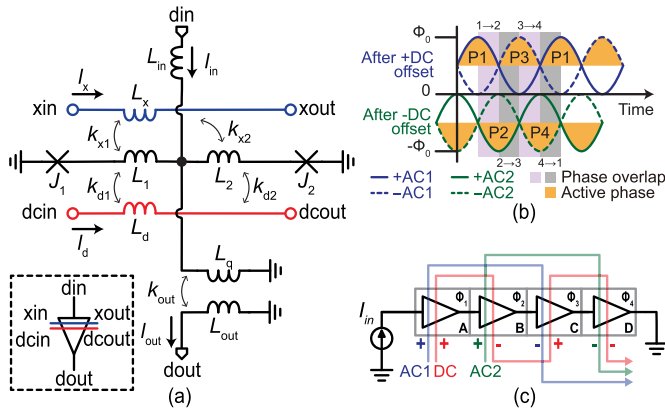 din
L_in I_in
I_x
xin L_x xout
k_x1 k_x2
J_1 L_1 L_2 J_2
k_d1 k_d2
dcin L_d dcout
I_d
L_q
k_out
I_out L_out
dout
din
xin xout
dcin dcout
dout
(a)
1→2 3→4
Φ_0
After +DC offset
P1 P3 P1
0
Time
After -DC offset
P2 P4
-Φ_0
2→3 4→1
+AC1 +AC2 Phase overlap
−AC1 −AC2 Active phase
(b)
I_in
Φ_1 Φ_2 Φ_3 Φ_4
A B C D
+ + + - - + - -
AC1 DC AC2
(c)